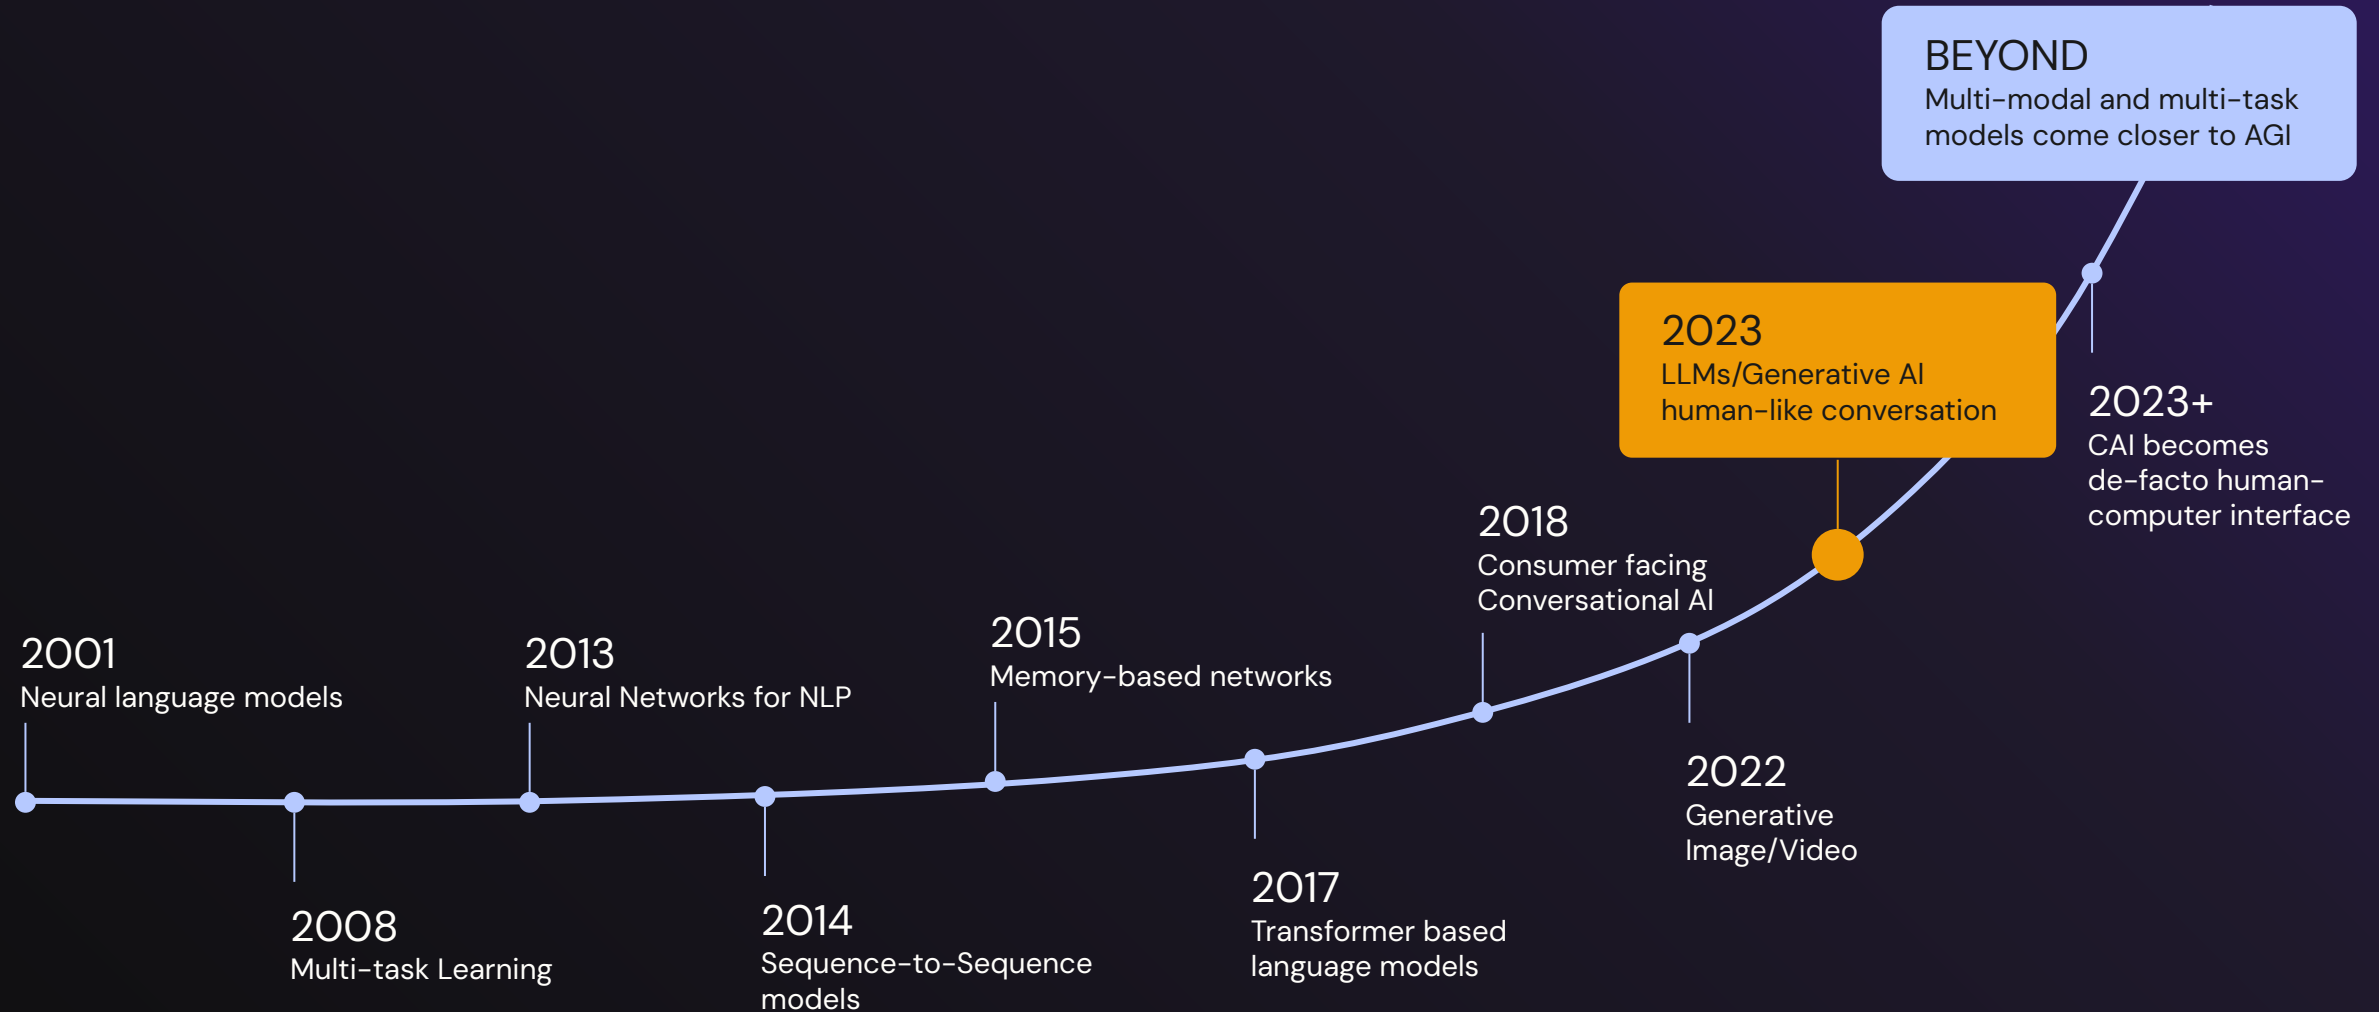 BEYOND
Multi-modal and multi-task
models come closer to AGI
2023
LLMs/Generative AI
human-like conversation
2023+
CAI becomes
de-facto human-
computer interface
2018
Consumer facing
Conversational AI
2015
Memory-based networks
2001
Neural language models
2013
Neural Networks for NLP
2022
Generative
Image/Video
2017
Transformer based
language models
2014
Sequence-to-Sequence
models
2008
Multi-task Learning